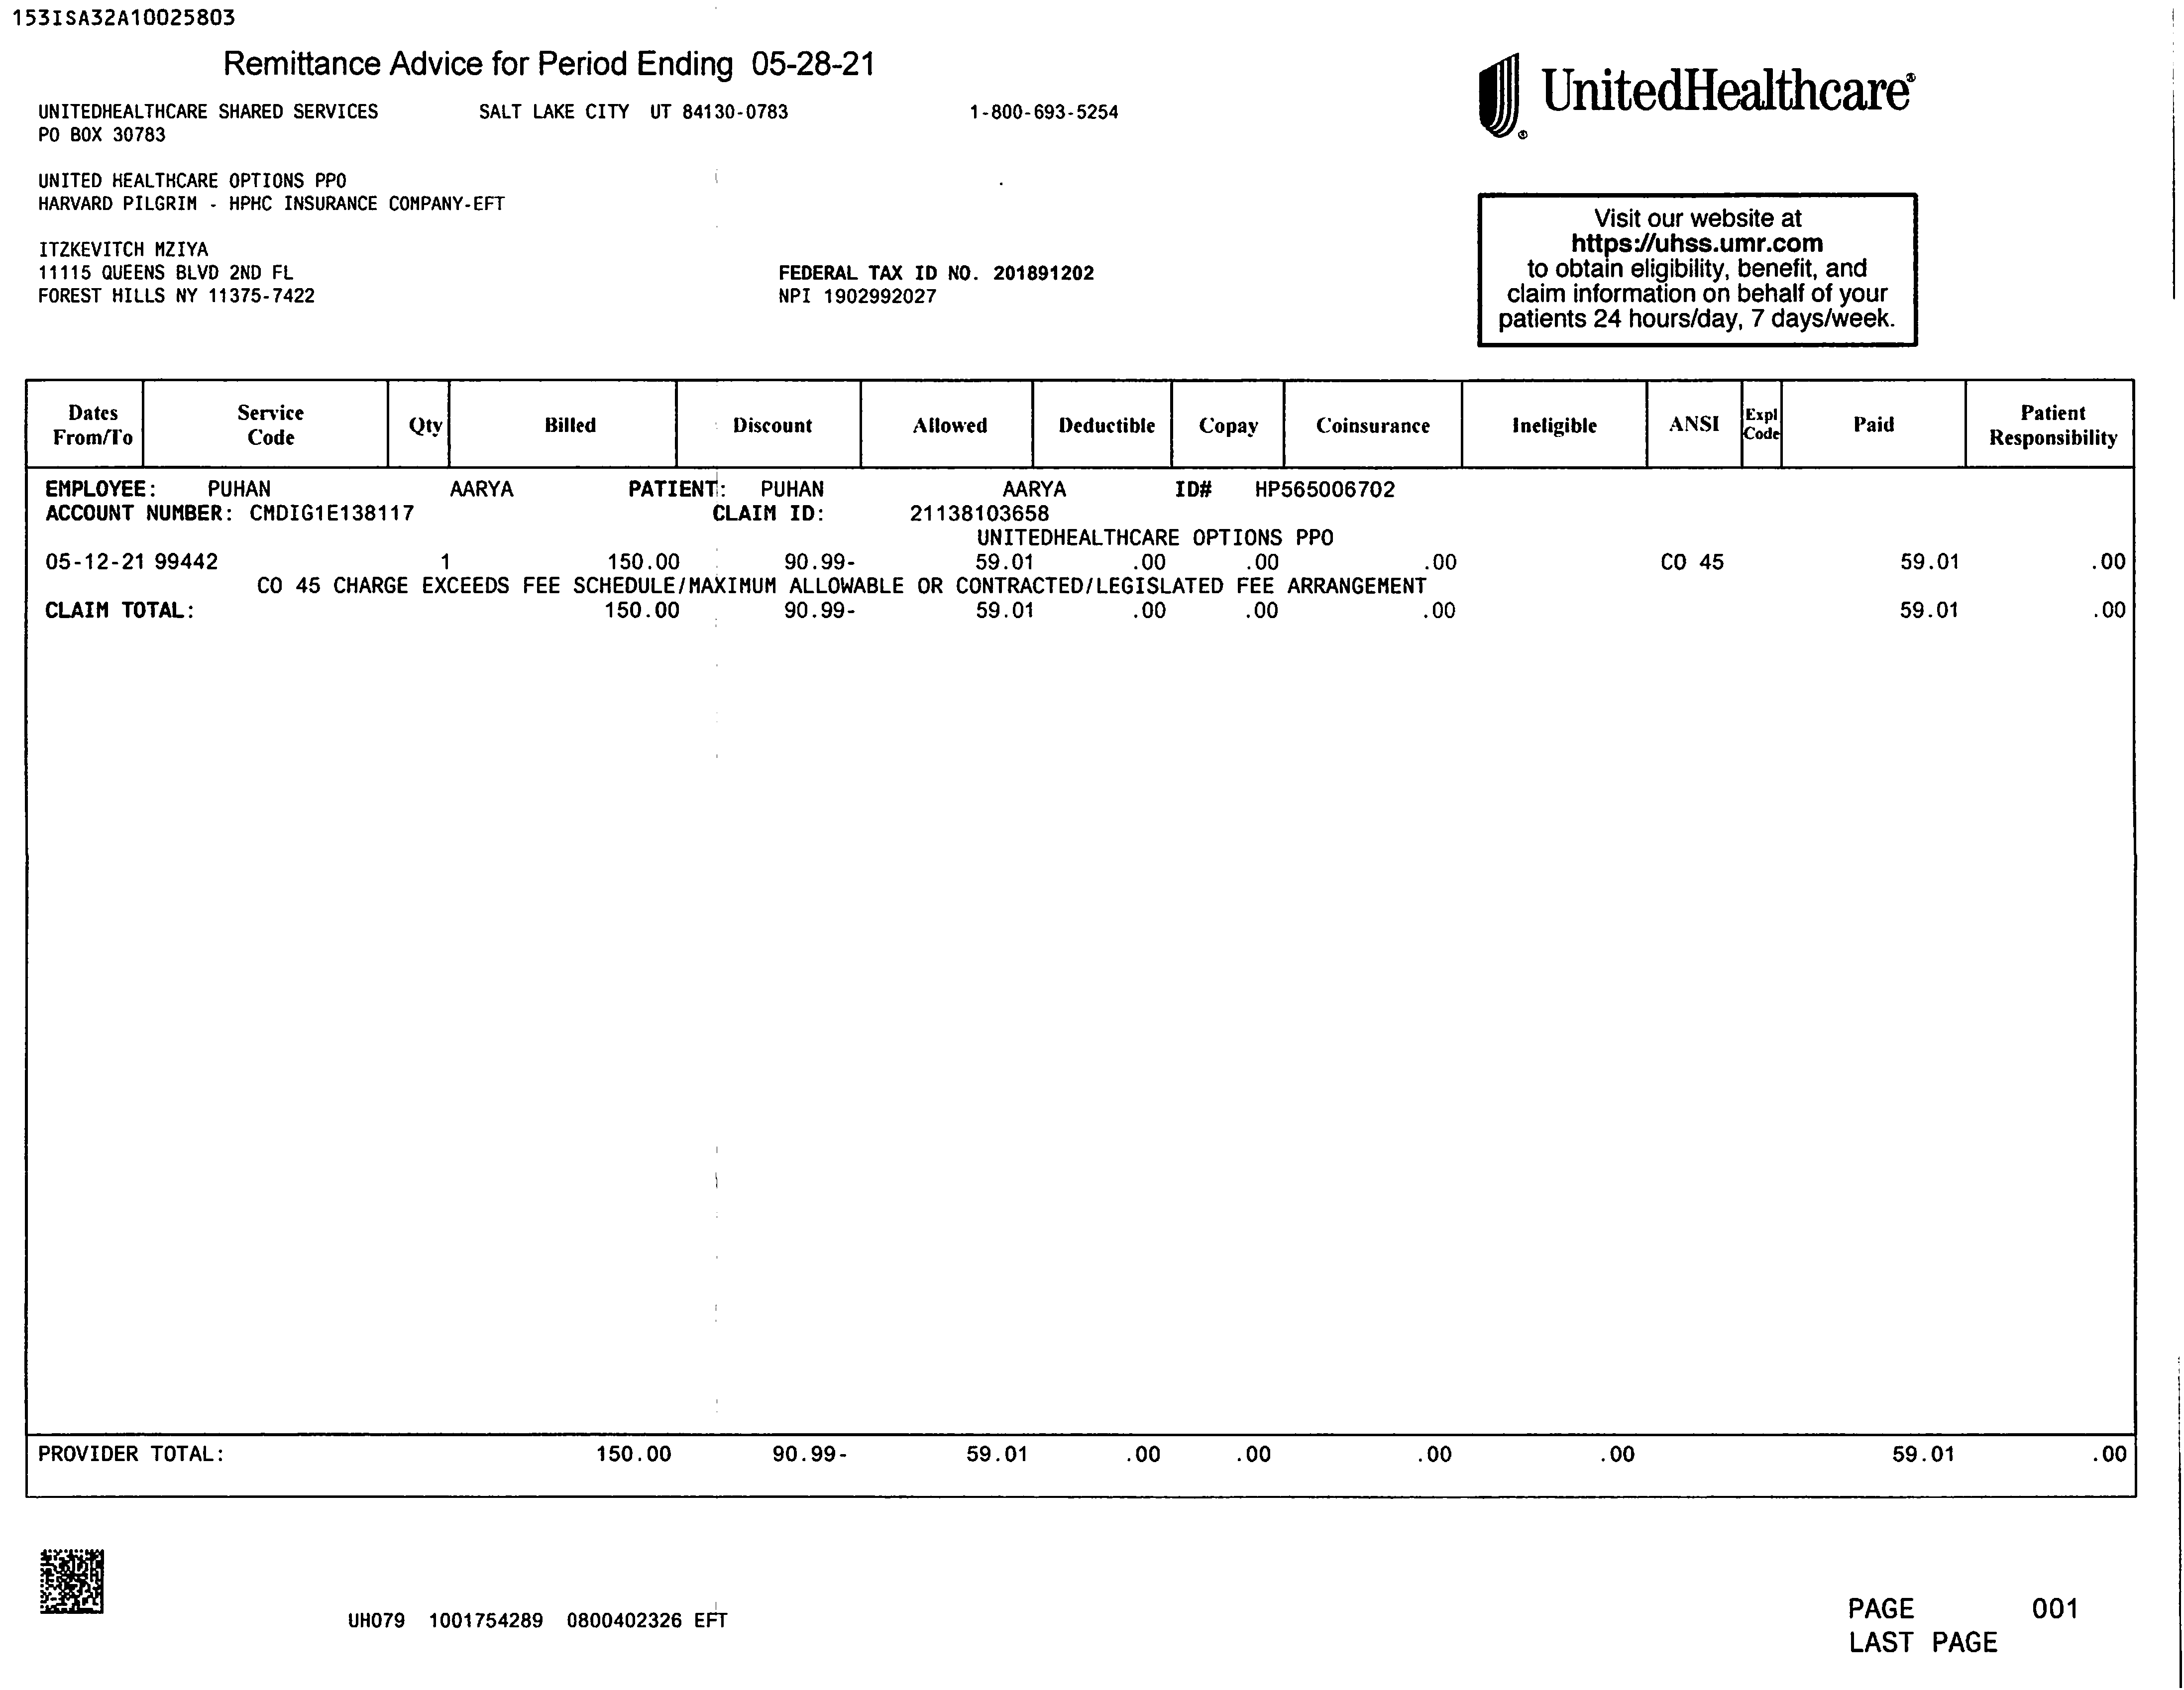 153ISA32A10025803
Remittance Advice for Period Ending 05-28-21
UnitedHealthcare®
UNITEDHEALTHCARE SHARED SERVICES SALT LAKE CITY UT 84130-0783 1-800-693-5254
PO BOX 30783
UNITED HEALTHCARE OPTIONS PPO
HARVARD PILGRIM - HPHC INSURANCE COMPANY-EFT
Visit our website at
https://uhss.umr.com
to obtain eligibility, benefit, and
claim information on behalf of your
patients 24 hours/day, 7 days/week.
ITZKEVITCH MZIYA
11115 QUEENS BLVD 2ND FL FEDERAL TAX ID NO. 201891202
FOREST HILLS NY 11375-7422 NPI 1902992027
Dates From/To Service Code Qty Billed Discount Allowed Deductible Copay Coinsurance Ineligible ANSI Expl Code Paid Patient Responsibility
EMPLOYEE: PUHAN AARYA PATIENT: PUHAN AARYA ID# HP565006702
ACCOUNT NUMBER: CMDIG1E138117 CLAIM ID: 21138103658
UNITEDHEALTHCARE OPTIONS PPO
05-12-21 99442 1 150.00 90.99- 59.01 .00 .00 .00 CO 45 59.01 .00
CO 45 CHARGE EXCEEDS FEE SCHEDULE/MAXIMUM ALLOWABLE OR CONTRACTED/LEGISLATED FEE ARRANGEMENT
CLAIM TOTAL: 150.00 90.99- 59.01 .00 .00 .00 59.01 .00
PROVIDER TOTAL: 150.00 90.99- 59.01 .00 .00 .00 .00 59.01 .00
UH079 1001754289 0800402326 EFT
PAGE 001
LAST PAGE